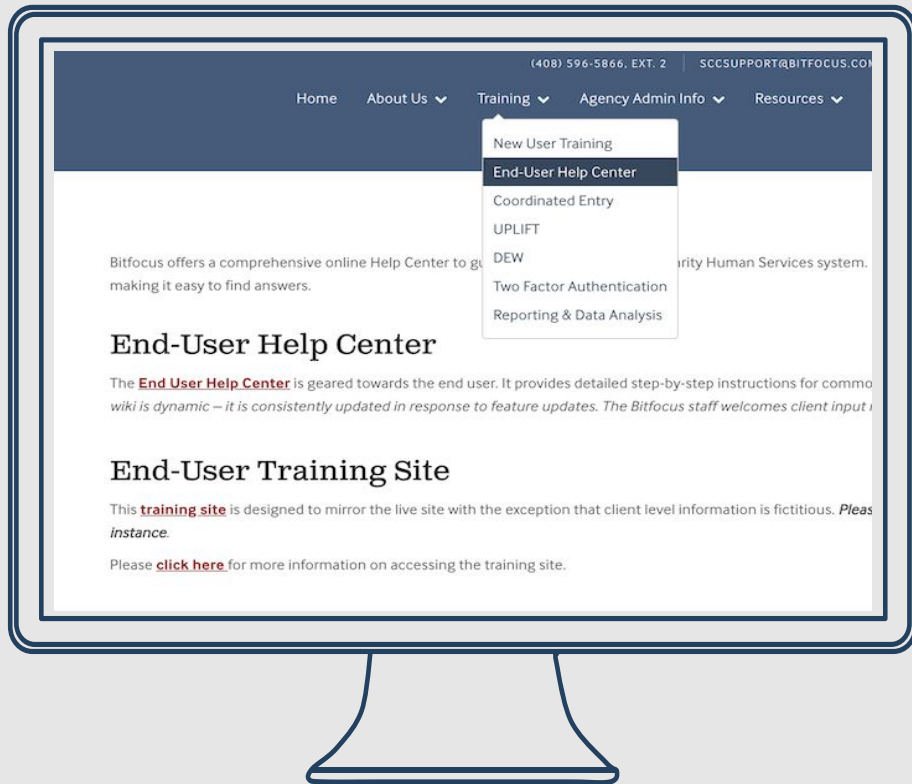 (408) 596-5866, EXT. 2 SCCSUPPORT@BITFOCUS.COM
Home About Us Training Agency Admin Info Resources
New User Training
End-User Help Center
Coordinated Entry
UPLIFT
DEW
Two Factor Authentication
Reporting & Data Analysis
Bitfocus offers a comprehensive online Help Center to Human Services system.
making it easy to find answers.
End-User Help Center
The End User Help Center is geared towards the end user. It provides detailed step-by-step instructions for
wiki is dynamic – it is consistently updated in response to feature updates. The Bitfocus staff welcomes client input
End-User Training Site
This training site is designed to mirror the live site with the exception that client level information is fictitious.
instance.
Please click here for more information on accessing the training site.